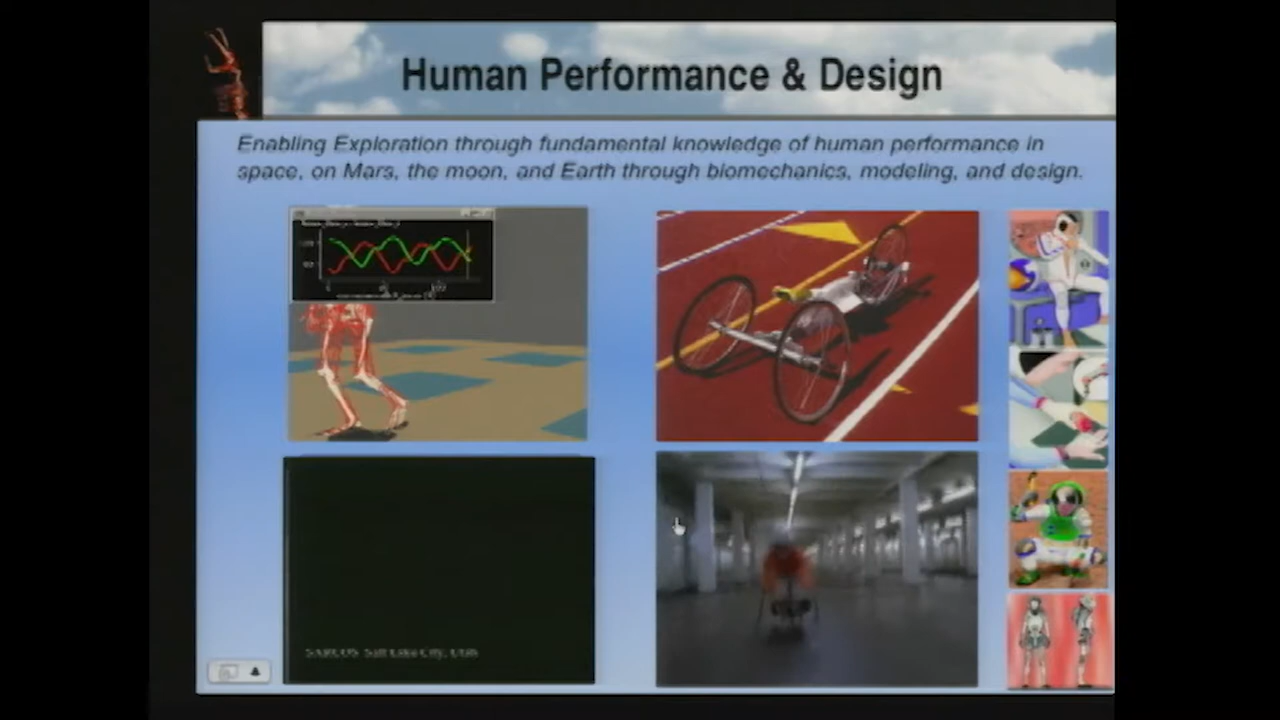 Human Performance & Design
Enabling Exploration through fundamental knowledge of human performance in
space, on Mars, the moon, and Earth through biomechanics, modeling, and design.
SARCOS Salt Lake City, Utah